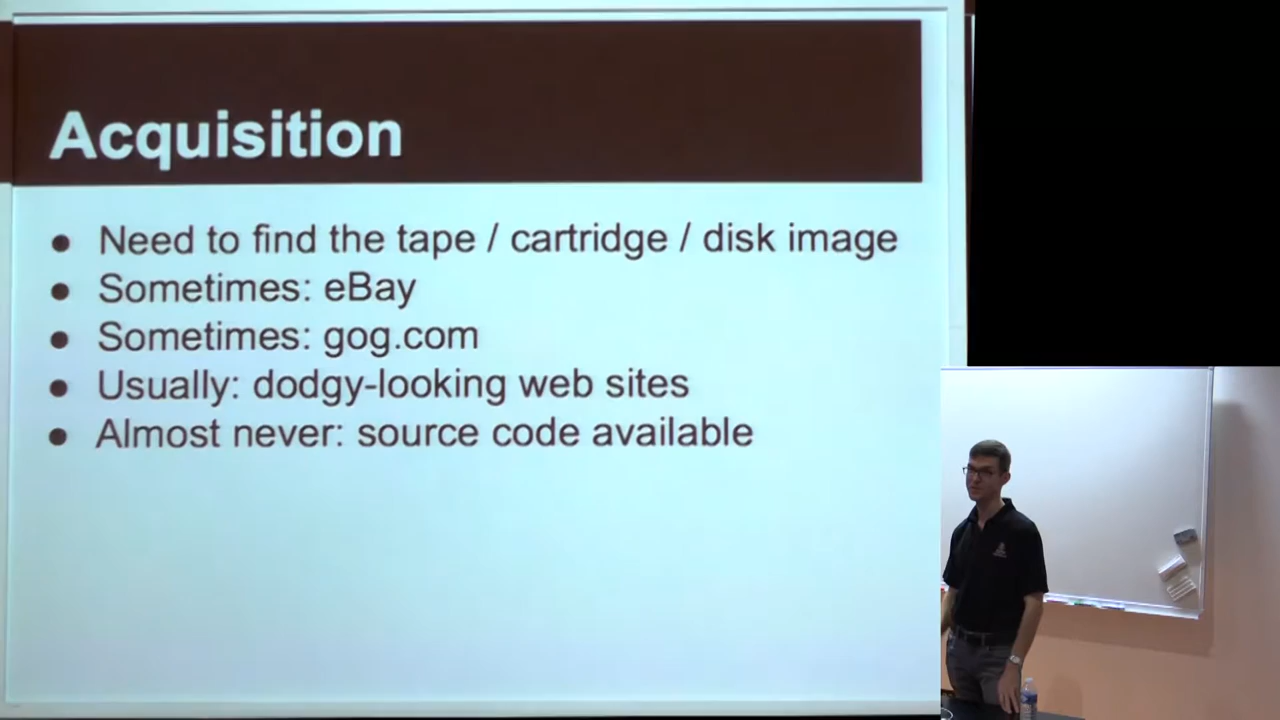 Acquisition
● Need to find the tape / cartridge / disk image
● Sometimes: eBay
● Sometimes: gog.com
● Usually: dodgy-looking web sites
● Almost never: source code available